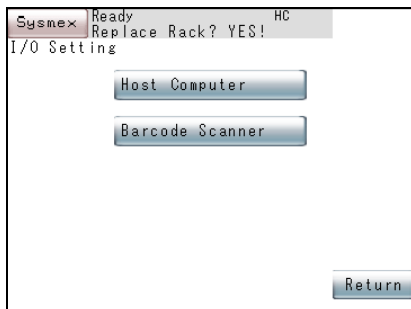 Sysmex Ready HC
Replace Rack? YES!
I/O Setting
Host Computer
Barcode Scanner
Return